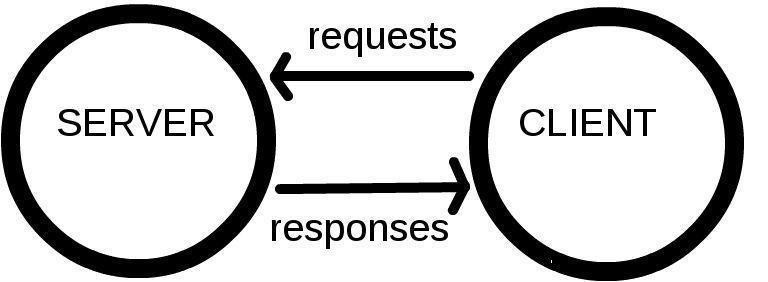 requests
SERVER
CLIENT
responses